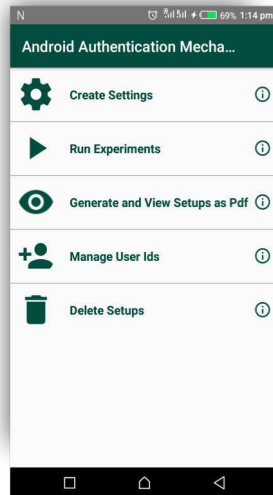 N 69% 1:14 pm
Android Authentication Mecha...
Create Settings
Run Experiments
Generate and View Setups as Pdf
Manage User Ids
Delete Setups